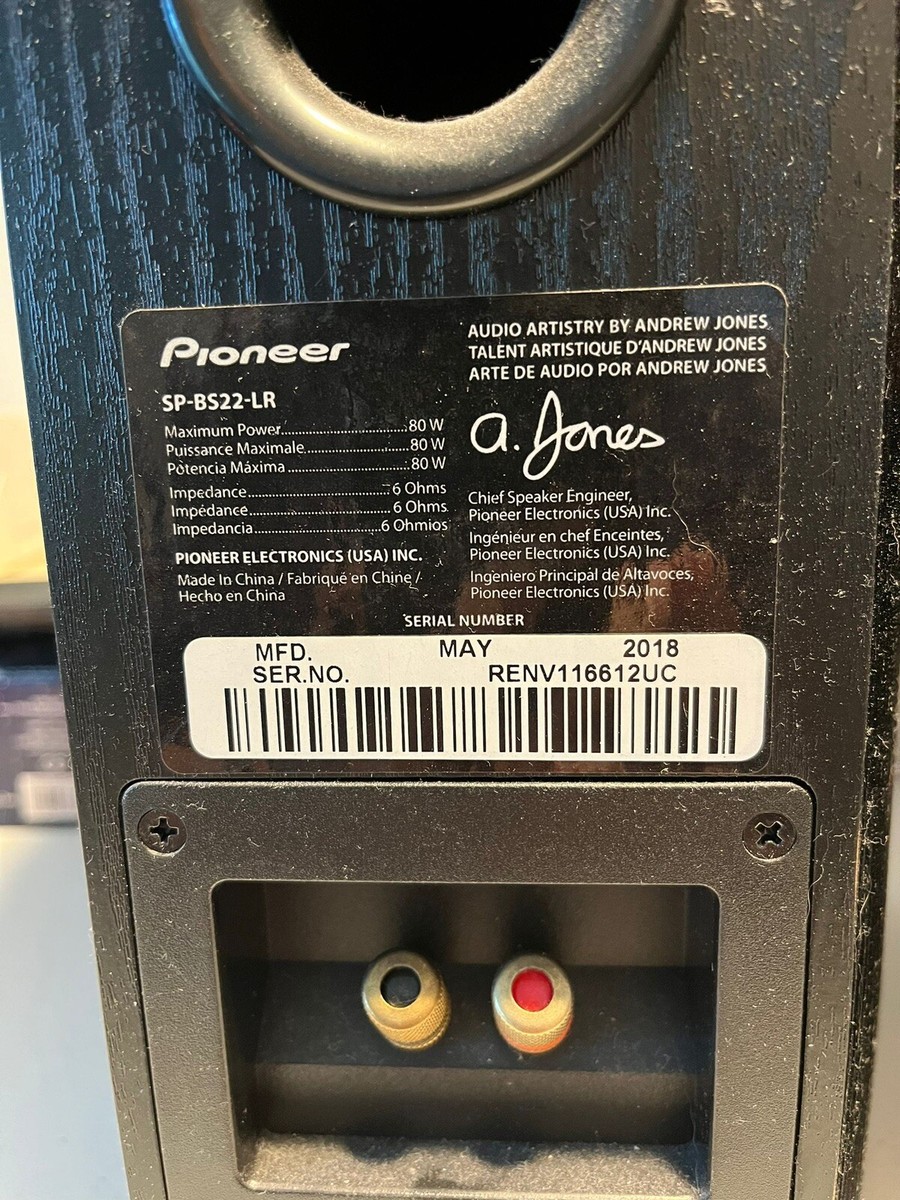 Pioneer
SP-BS22-LR
Maximum Power 80 W
Puissance Maximale 80 W
Potencia Máxima 80 W
Impedance 6 Ohms
Impédance 6 Ohms
Impedancia 6 Ohmios
PIONEER ELECTRONICS (USA) INC.
Made In China / Fabriqué en Chine /
Hecho en China
AUDIO ARTISTRY BY ANDREW JONES
TALENT ARTISTIQUE D'ANDREW JONES
ARTE DE AUDIO POR ANDREW JONES
a. Jones
Chief Speaker Engineer,
Pioneer Electronics (USA) Inc.
Ingénieur en chef Enceintes,
Pioneer Electronics (USA) Inc.
Ingeniero Principal de Altavoces,
Pioneer Electronics (USA) Inc.
SERIAL NUMBER
MFD. MAY 2018
SER.NO. RENV116612UC